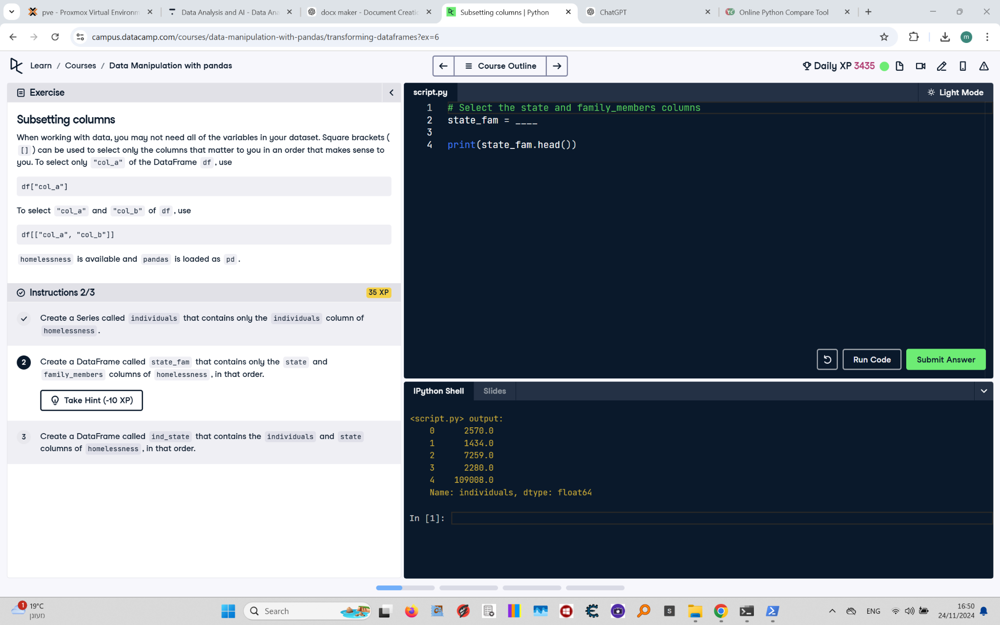 pve - Proxmox Virtual Environm
Data Analysis and AI - Data Ana
docx maker - Document Creatic
Subsetting columns | Python
ChatGPT
Online Python Compare Tool
campus.datacamp.com/courses/data-manipulation-with-pandas/transforming-dataframes?ex=6
m
Learn / Courses / Data Manipulation with pandas
Course Outline
Daily XP 3435
Exercise
Subsetting columns
When working with data, you may not need all of the variables in your dataset. Square brackets (
[] ) can be used to select only the columns that matter to you in an order that makes sense to
you. To select only "col_a" of the DataFrame df , use
df["col_a"]
To select "col_a" and "col_b" of df , use
df[["col_a", "col_b"]]
homelessness is available and pandas is loaded as pd .
Instructions 2/3
35 XP
Create a Series called individuals that contains only the individuals column of
homelessness .
2
Create a DataFrame called state_fam that contains only the state and
family_members columns of homelessness , in that order.
Take Hint (-10 XP)
3
Create a DataFrame called ind_state that contains the individuals and state
columns of homelessness , in that order.
script.py
Light Mode
1 # Select the state and family_members columns
2 state_fam = ____
3
4 print(state_fam.head())
Run Code
Submit Answer
IPython Shell
Slides
<script.py> output:
0 2570.0
1 1434.0
2 7259.0
3 2280.0
4 109008.0
Name: individuals, dtype: float64
In [1]:
1
19°C
מעונן
Search
S
ENG
16:50
24/11/2024